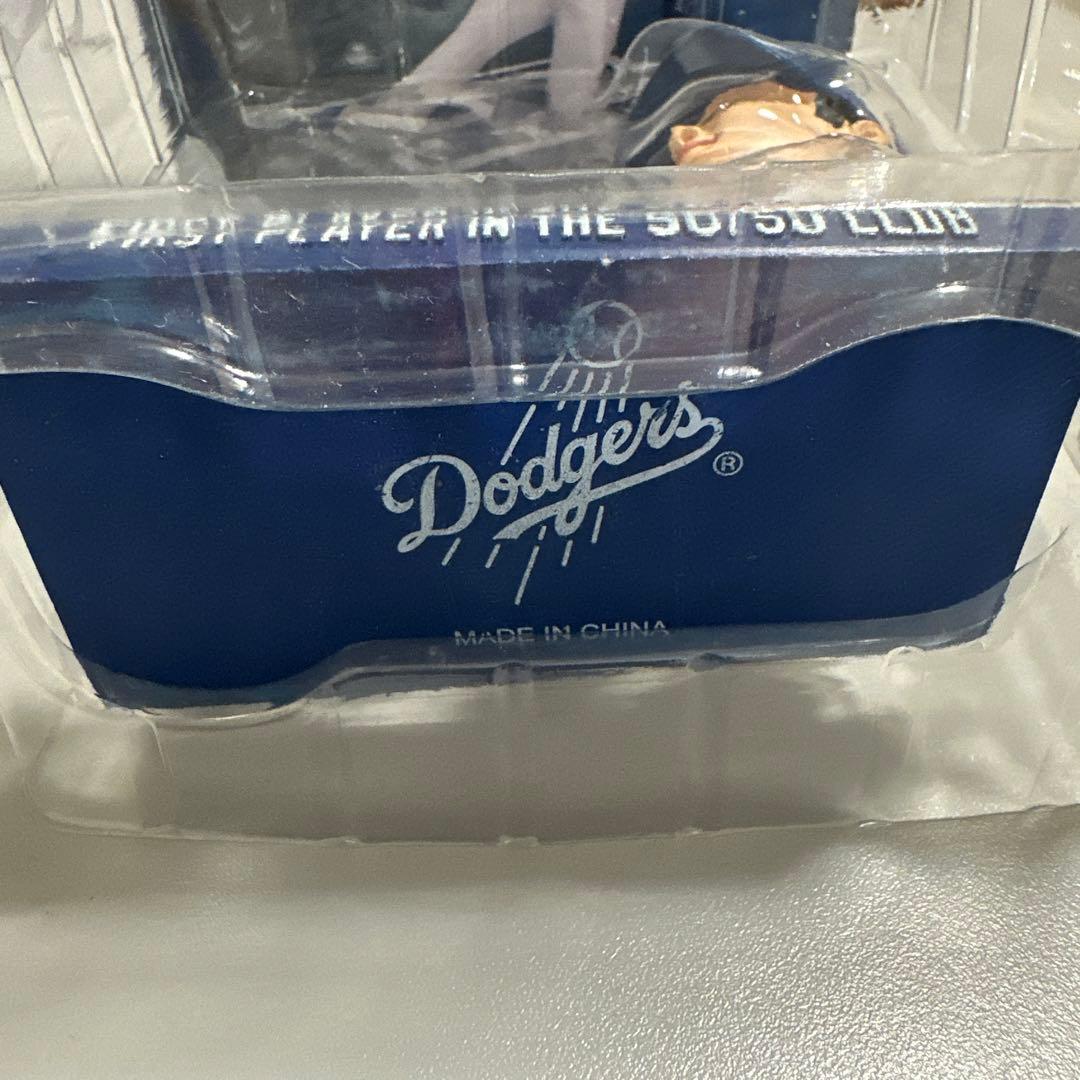 FIRST PLAYER IN THE 50/50 CLUB
Dodgers ®
MADE IN CHINA